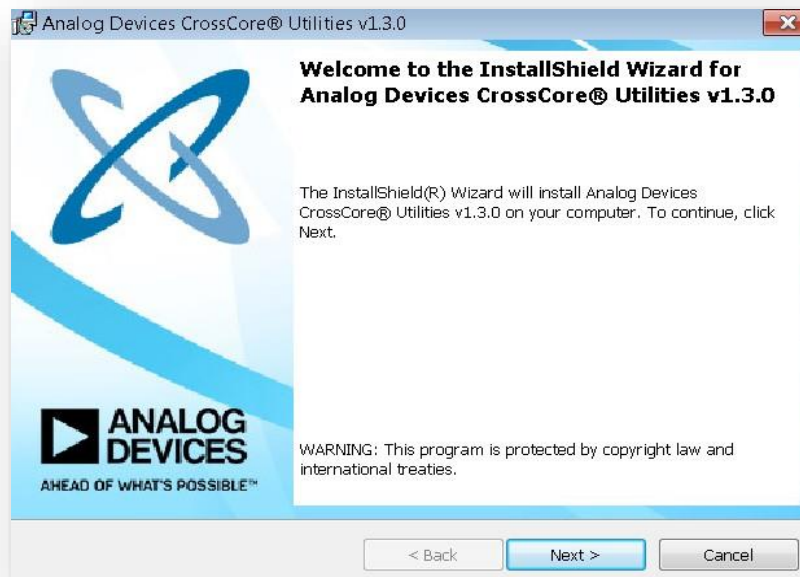 Analog Devices CrossCore® Utilities v1.3.0
Welcome to the InstallShield Wizard for
Analog Devices CrossCore® Utilities v1.3.0
The InstallShield(R) Wizard will install Analog Devices
CrossCore® Utilities v1.3.0 on your computer. To continue, click
Next.
ANALOG
DEVICES
AHEAD OF WHAT'S POSSIBLE™
WARNING: This program is protected by copyright law and
international treaties.
< Back
Next >
Cancel